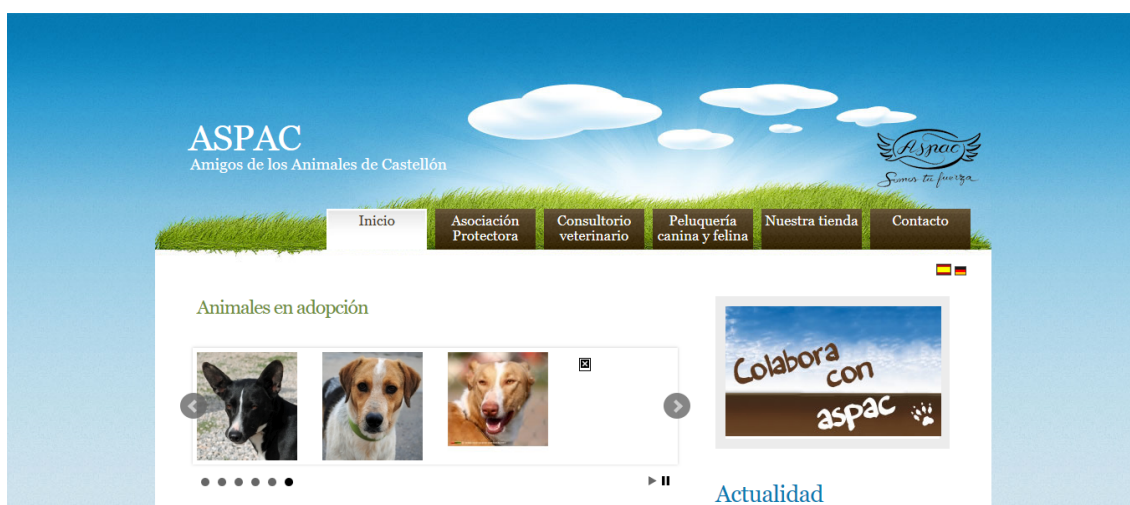 ASPAC
Amigos de los Animales de Castellón
Aspac
Somos tu fuerza
Inicio
Asociación
Protectora
Consultorio
veterinario
Peluquería
canina y felina
Nuestra tienda
Contacto
Animales en adopción
Colabora
con
aspac
Actualidad